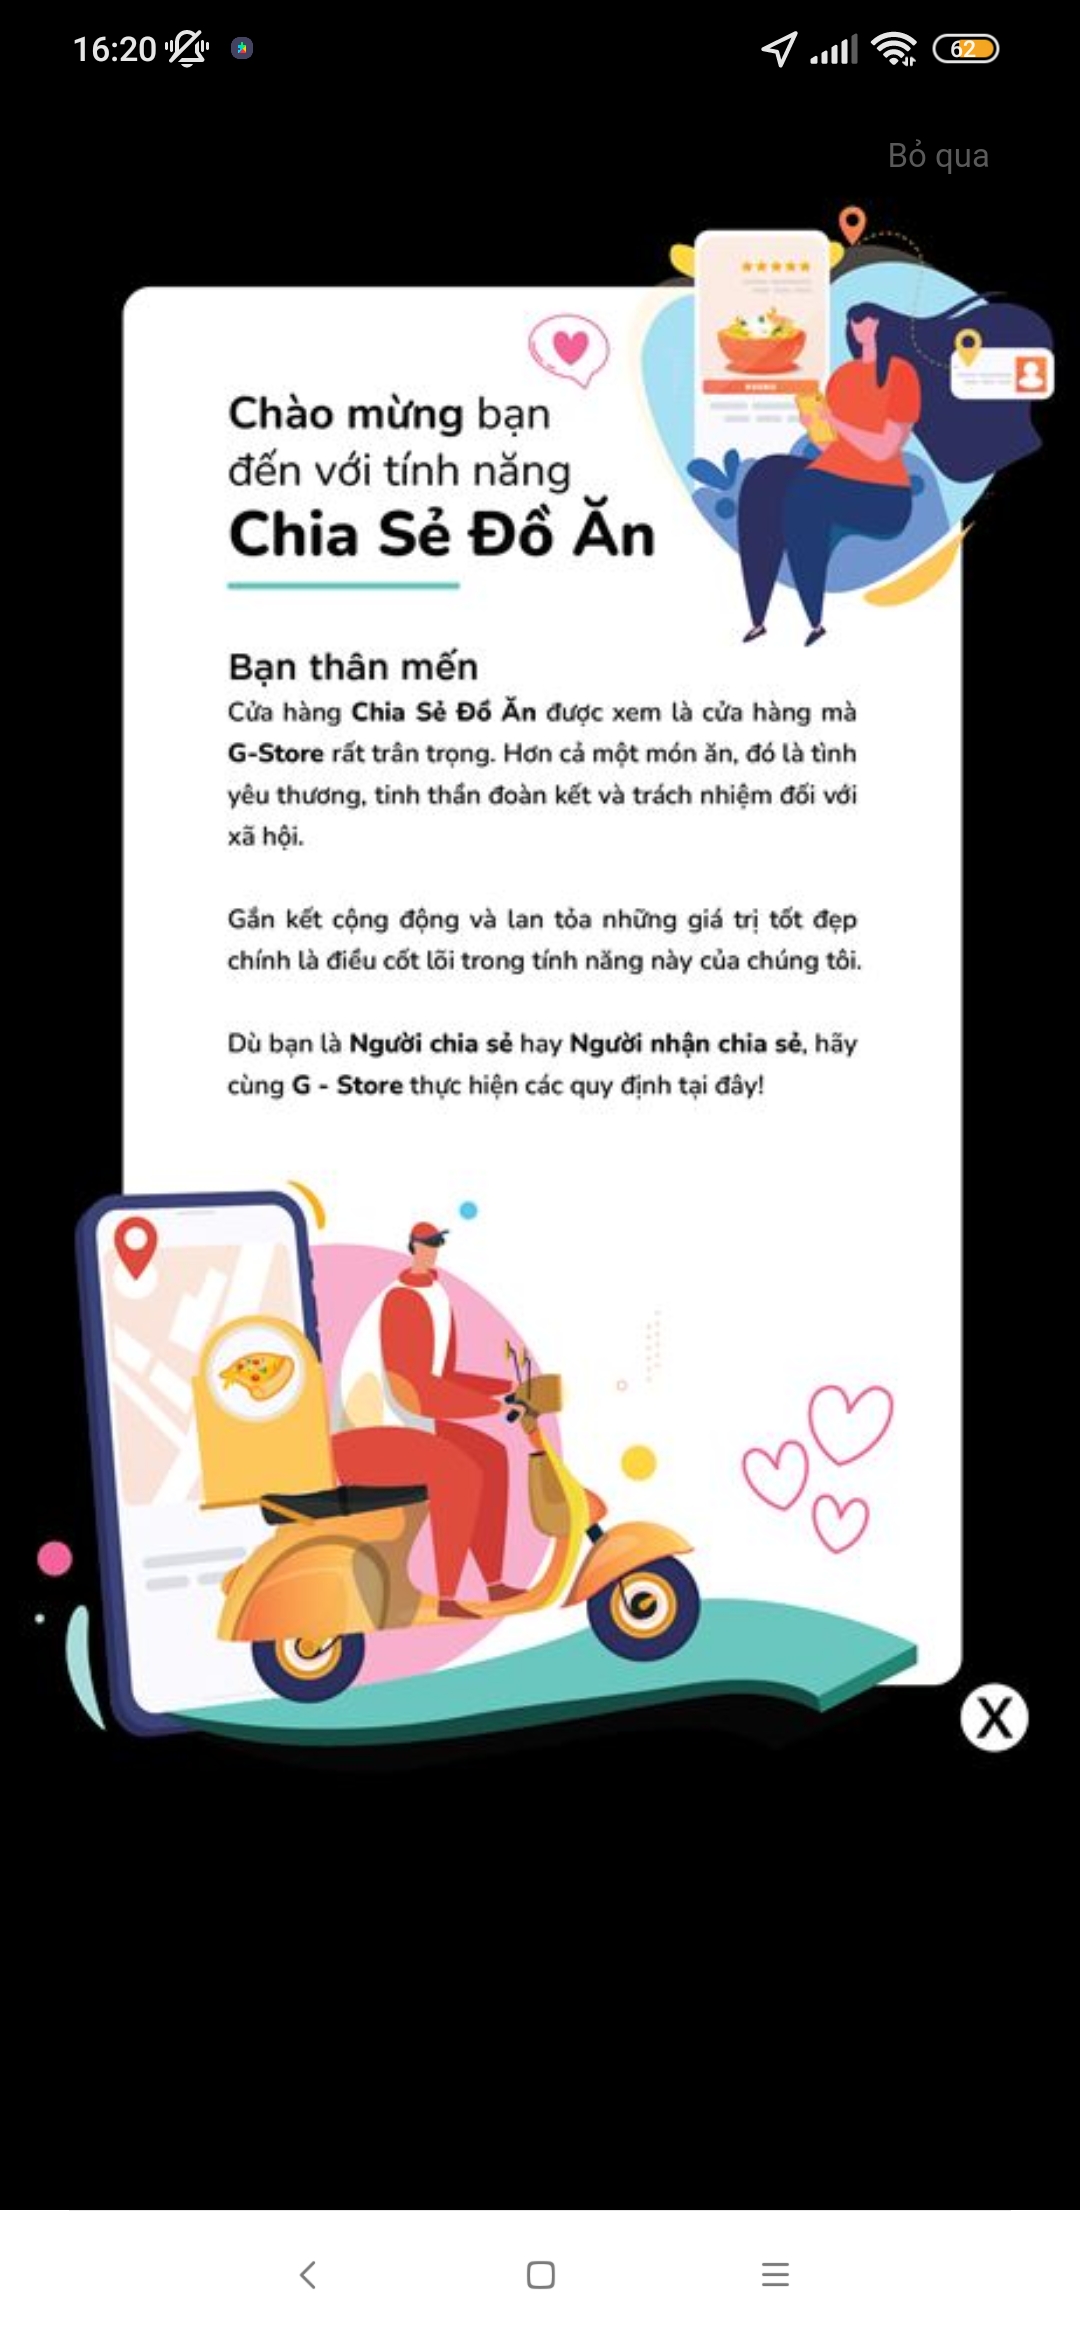 16:20
62
Bỏ qua
Chào mừng bạn
đến với tính năng
Chia Sẻ Đồ Ăn
Bạn thân mến
Cửa hàng Chia Sẻ Đồ Ăn được xem là cửa hàng mà
G-Store rất trân trọng. Hơn cả một món ăn, đó là tình
yêu thương, tinh thần đoàn kết và trách nhiệm đối với
xã hội.
Gắn kết cộng động và lan tỏa những giá trị tốt đẹp
chính là điều cốt lõi trong tính năng này của chúng tôi.
Dù bạn là Người chia sẻ hay Người nhận chia sẻ, hãy
cùng G - Store thực hiện các quy định tại đây!
X